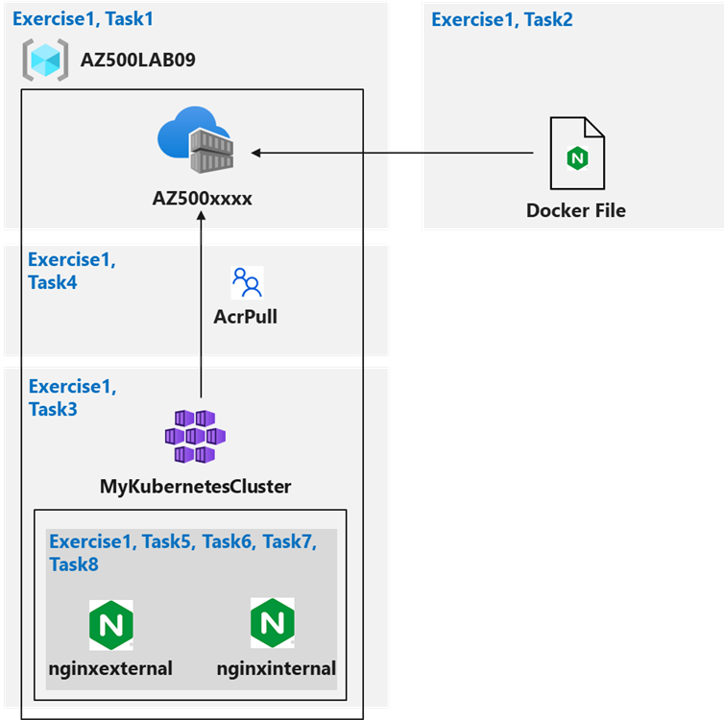 Exercise1, Task1
AZ500LAB09
AZ500xxxx
Exercise1, Task2
N
Docker File
Exercise1,
Task4
AcrPull
Exercise1,
Task3
MyKubernetesCluster
Exercise1, Task5, Task6, Task7,
Task8
N
N
nginxexternal
nginxinternal